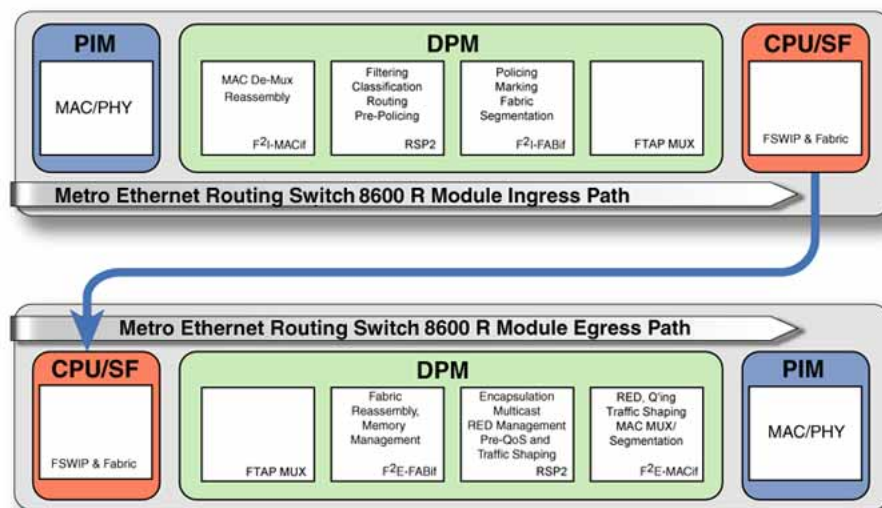 PIM
MAC/PHY
DPM
MAC De-Mux
Reassembly
F²I-MACif
Filtering
Classification
Routing
Pre-Policing
RSP2
Policing
Marking
Fabric
Segmentation
F²I-FABif
FTAP MUX
CPU/SF
FSWIP & Fabric
Metro Ethernet Routing Switch 8600 R Module Ingress Path
Metro Ethernet Routing Switch 8600 R Module Egress Path
CPU/SF
FSWIP & Fabric
DPM
FTAP MUX
Fabric
Reassembly,
Memory
Management
F²E-FABif
Encapsulation
Multicast
RED Management
Pre-QoS and
Traffic Shaping
RSP2
RED, Q'ing
Traffic Shaping
MAC MUX/
Segmentation
F²E-MACif
PIM
MAC/PHY